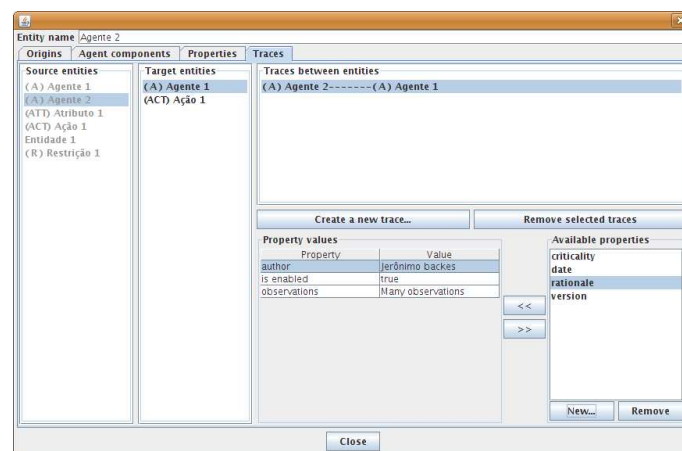 Entity name Agente 2
Origins Agent components Properties Traces
Source entities
(A) Agente 1
(A) Agente 2
(ATT) Atributo 1
(ACT) Ação 1
Entidade 1
(R) Restrição 1
Target entities
(A) Agente 1
(ACT) Ação 1
Traces between entities
(A) Agente 2-------(A) Agente 1
Create a new trace... Remove selected traces
Property values
Property Value
author Jerônimo backes
is enabled true
observations Many observations
<<
>>
Available properties
criticality
date
rationale
version
New... Remove
Close